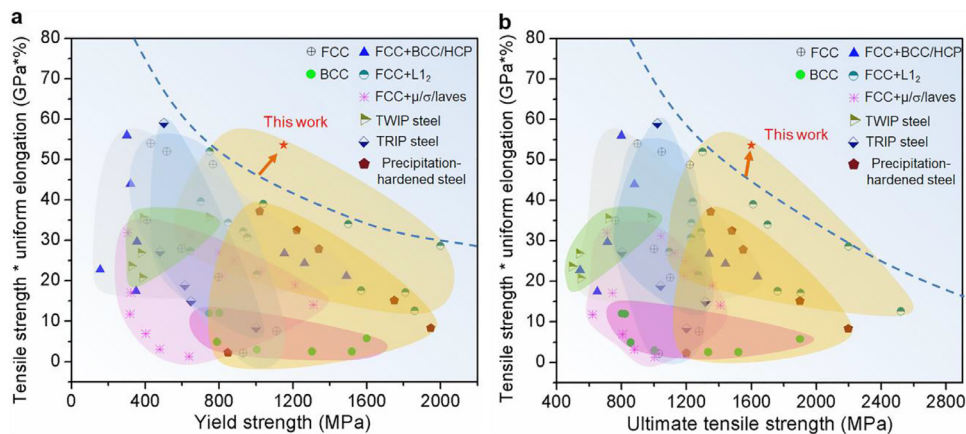 a
80
70
60
50
40
30
20
10
0
Tensile strength * uniform elongation (GPa*%)
FCC
FCC+BCC/HCP
BCC
FCC+L1₂
FCC+μ/σ/laves
TWIP steel
TRIP steel
Precipitation-
hardened steel
This work
0
400
800
1200
1600
2000
Yield strength (MPa)
b
80
70
60
50
40
30
20
10
0
Tensile strength * uniform elongation (GPa*%)
FCC
FCC+BCC/HCP
BCC
FCC+L1₂
FCC+μ/σ/laves
TWIP steel
TRIP steel
Precipitation-
hardened steel
This work
400
800
1200
1600
2000
2400
2800
Ultimate tensile strength (MPa)